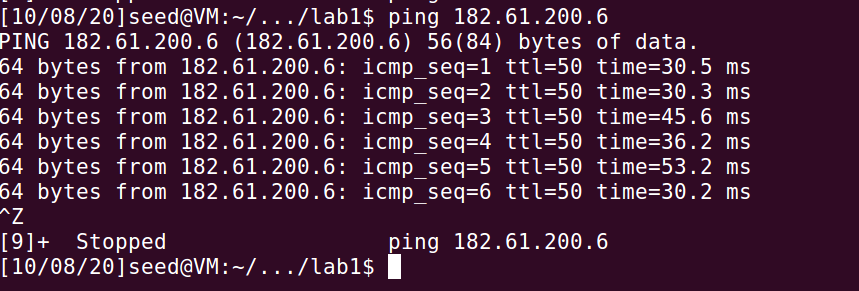 [10/08/20]seed@VM:~/.../lab1$ ping 182.61.200.6
PING 182.61.200.6 (182.61.200.6) 56(84) bytes of data.
64 bytes from 182.61.200.6: icmp_seq=1 ttl=50 time=30.5 ms
64 bytes from 182.61.200.6: icmp_seq=2 ttl=50 time=30.3 ms
64 bytes from 182.61.200.6: icmp_seq=3 ttl=50 time=45.6 ms
64 bytes from 182.61.200.6: icmp_seq=4 ttl=50 time=36.2 ms
64 bytes from 182.61.200.6: icmp_seq=5 ttl=50 time=53.2 ms
64 bytes from 182.61.200.6: icmp_seq=6 ttl=50 time=30.2 ms
^Z
[9]+  Stopped                 ping 182.61.200.6
[10/08/20]seed@VM:~/.../lab1$